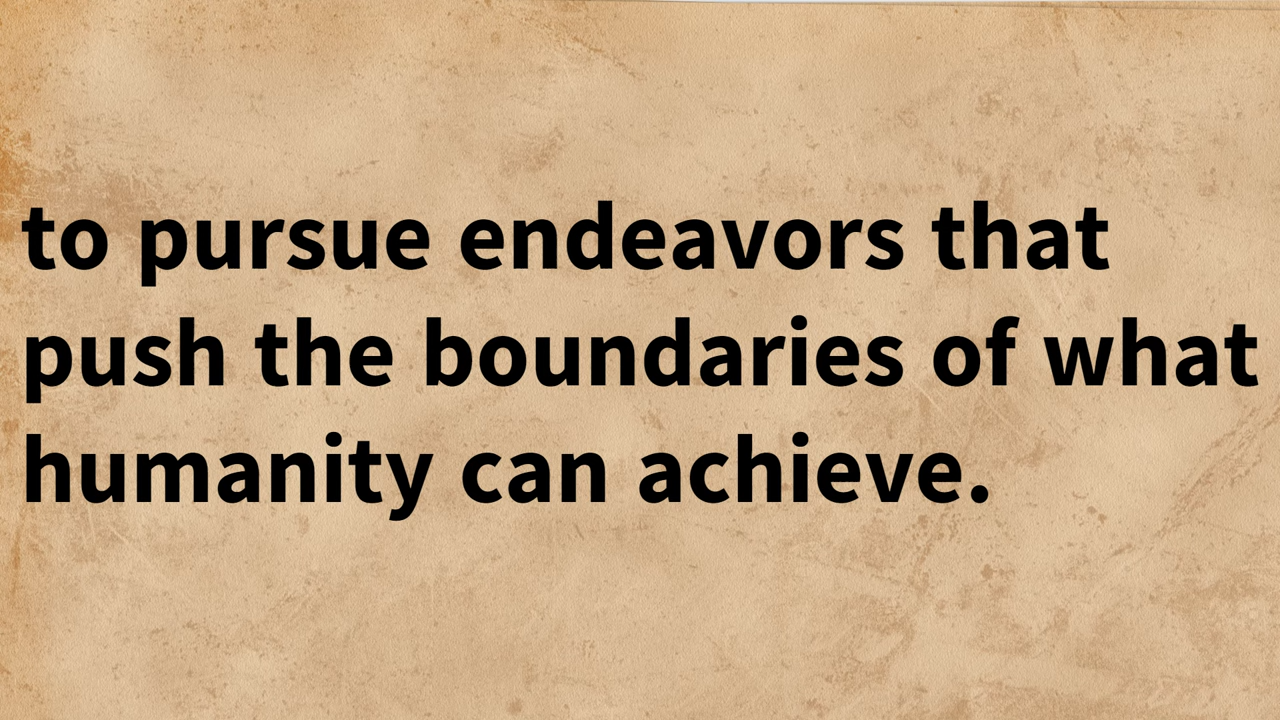 to pursue endeavors that
push the boundaries of what
humanity can achieve.